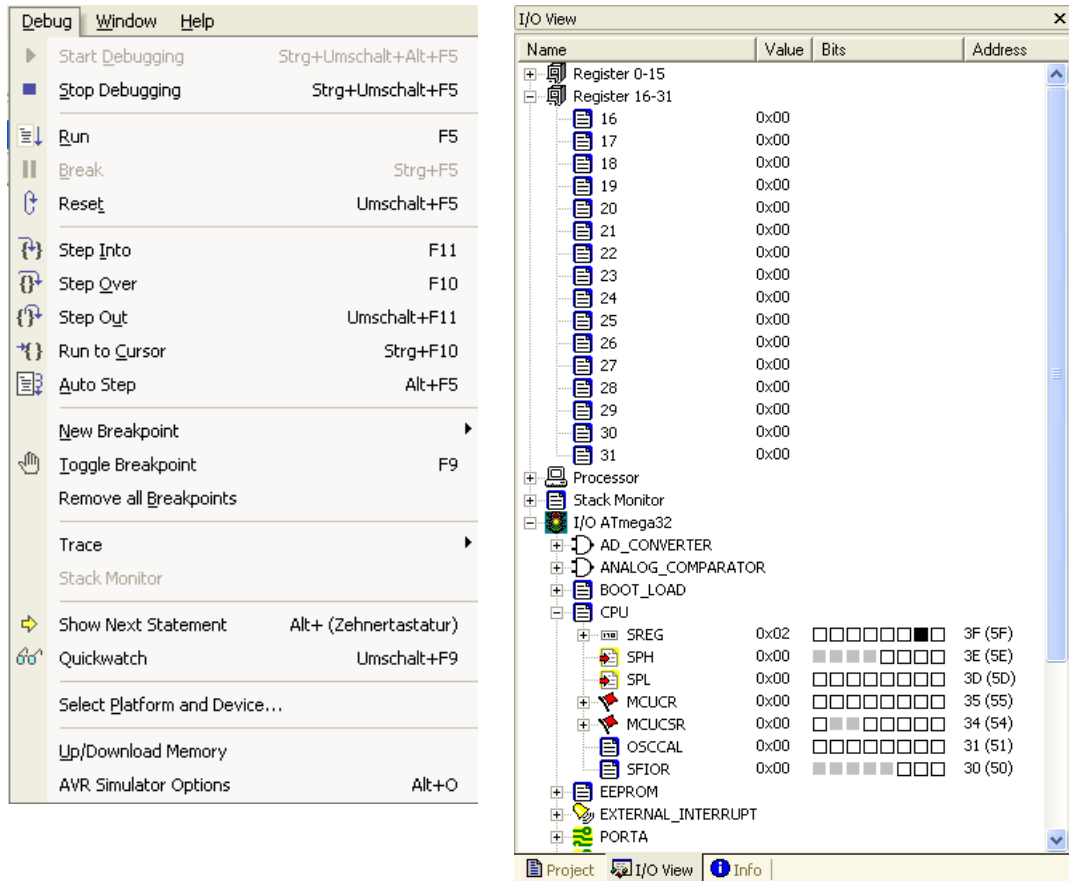 Debug Window Help
Start Debugging Strg+Umschalt+Alt+F5
Stop Debugging Strg+Umschalt+F5
Run F5
Break Strg+F5
Reset Umschalt+F5
Step Into F11
Step Over F10
Step Out Umschalt+F11
Run to Cursor Strg+F10
Auto Step Alt+F5
New Breakpoint
Toggle Breakpoint F9
Remove all Breakpoints
Trace
Stack Monitor
Show Next Statement Alt+ (Zehnertastatur)
Quickwatch Umschalt+F9
Select Platform and Device...
Up/Download Memory
AVR Simulator Options Alt+O
I/O View
Name Value Bits Address
Register 0-15
Register 16-31
16 0x00
17 0x00
18 0x00
19 0x00
20 0x00
21 0x00
22 0x00
23 0x00
24 0x00
25 0x00
26 0x00
27 0x00
28 0x00
29 0x00
30 0x00
31 0x00
Processor
Stack Monitor
I/O ATmega32
AD_CONVERTER
ANALOG_COMPARATOR
BOOT_LOAD
CPU
SREG 0x02 3F (5F)
SPH 0x00 3E (5E)
SPL 0x00 3D (5D)
MCUCR 0x00 35 (55)
MCUCSR 0x00 34 (54)
OSCCAL 0x00 31 (51)
SFIOR 0x00 30 (50)
EEPROM
EXTERNAL_INTERRUPT
PORTA
Project I/O View Info